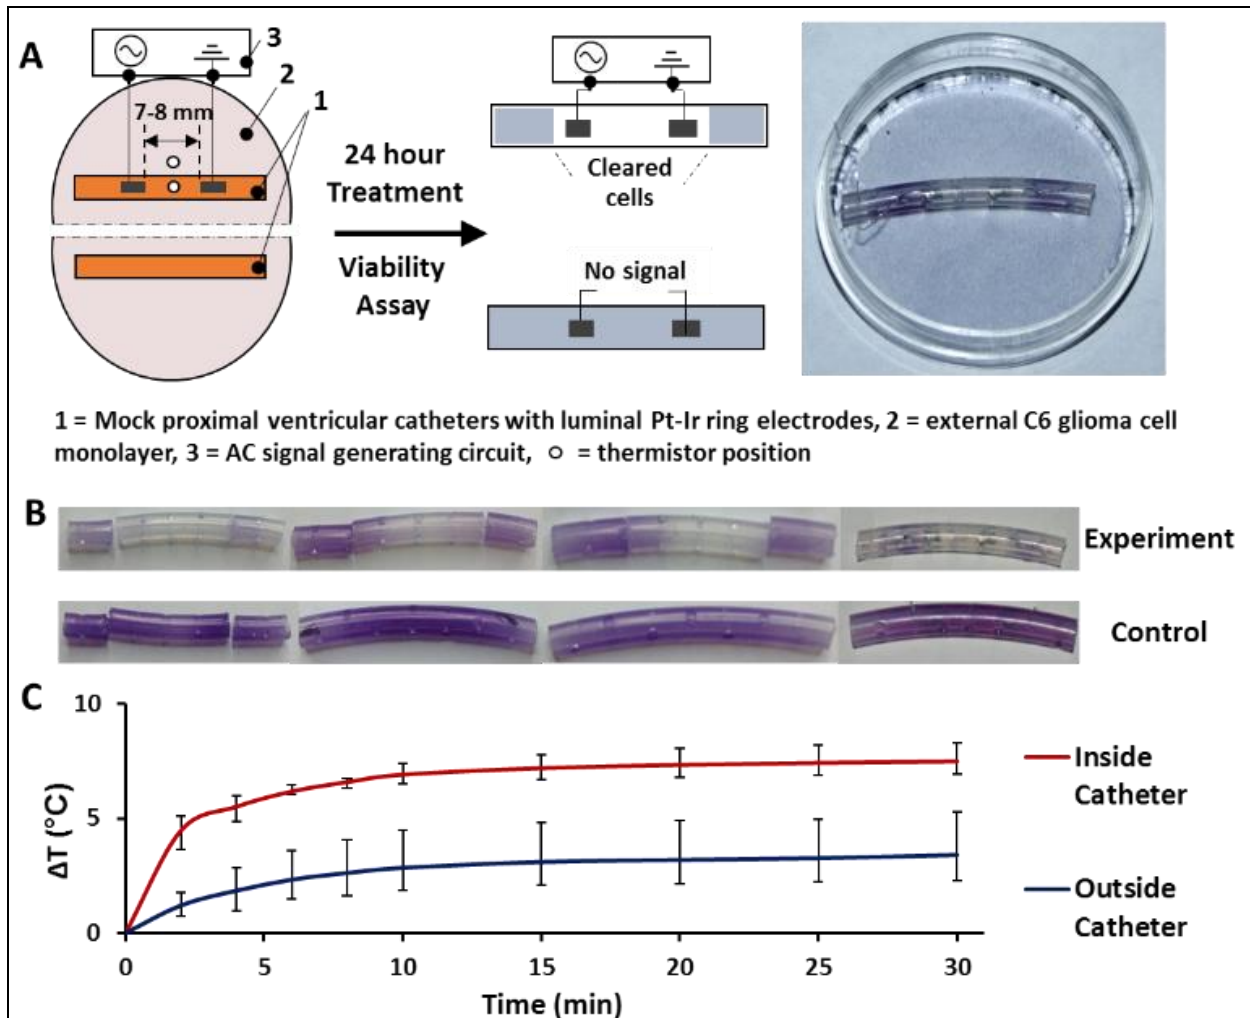 A
3
2
1
7-8 mm
24 hour
Treatment
Viability
Assay
Cleared
cells
No signal
1 = Mock proximal ventricular catheters with luminal Pt-Ir ring electrodes, 2 = external C6 glioma cell
monolayer, 3 = AC signal generating circuit, o = thermistor position
B
Experiment
Control
C
10
5
0
ΔT (°C)
0 5 10 15 20 25 30
Time (min)
Inside
Catheter
Outside
Catheter